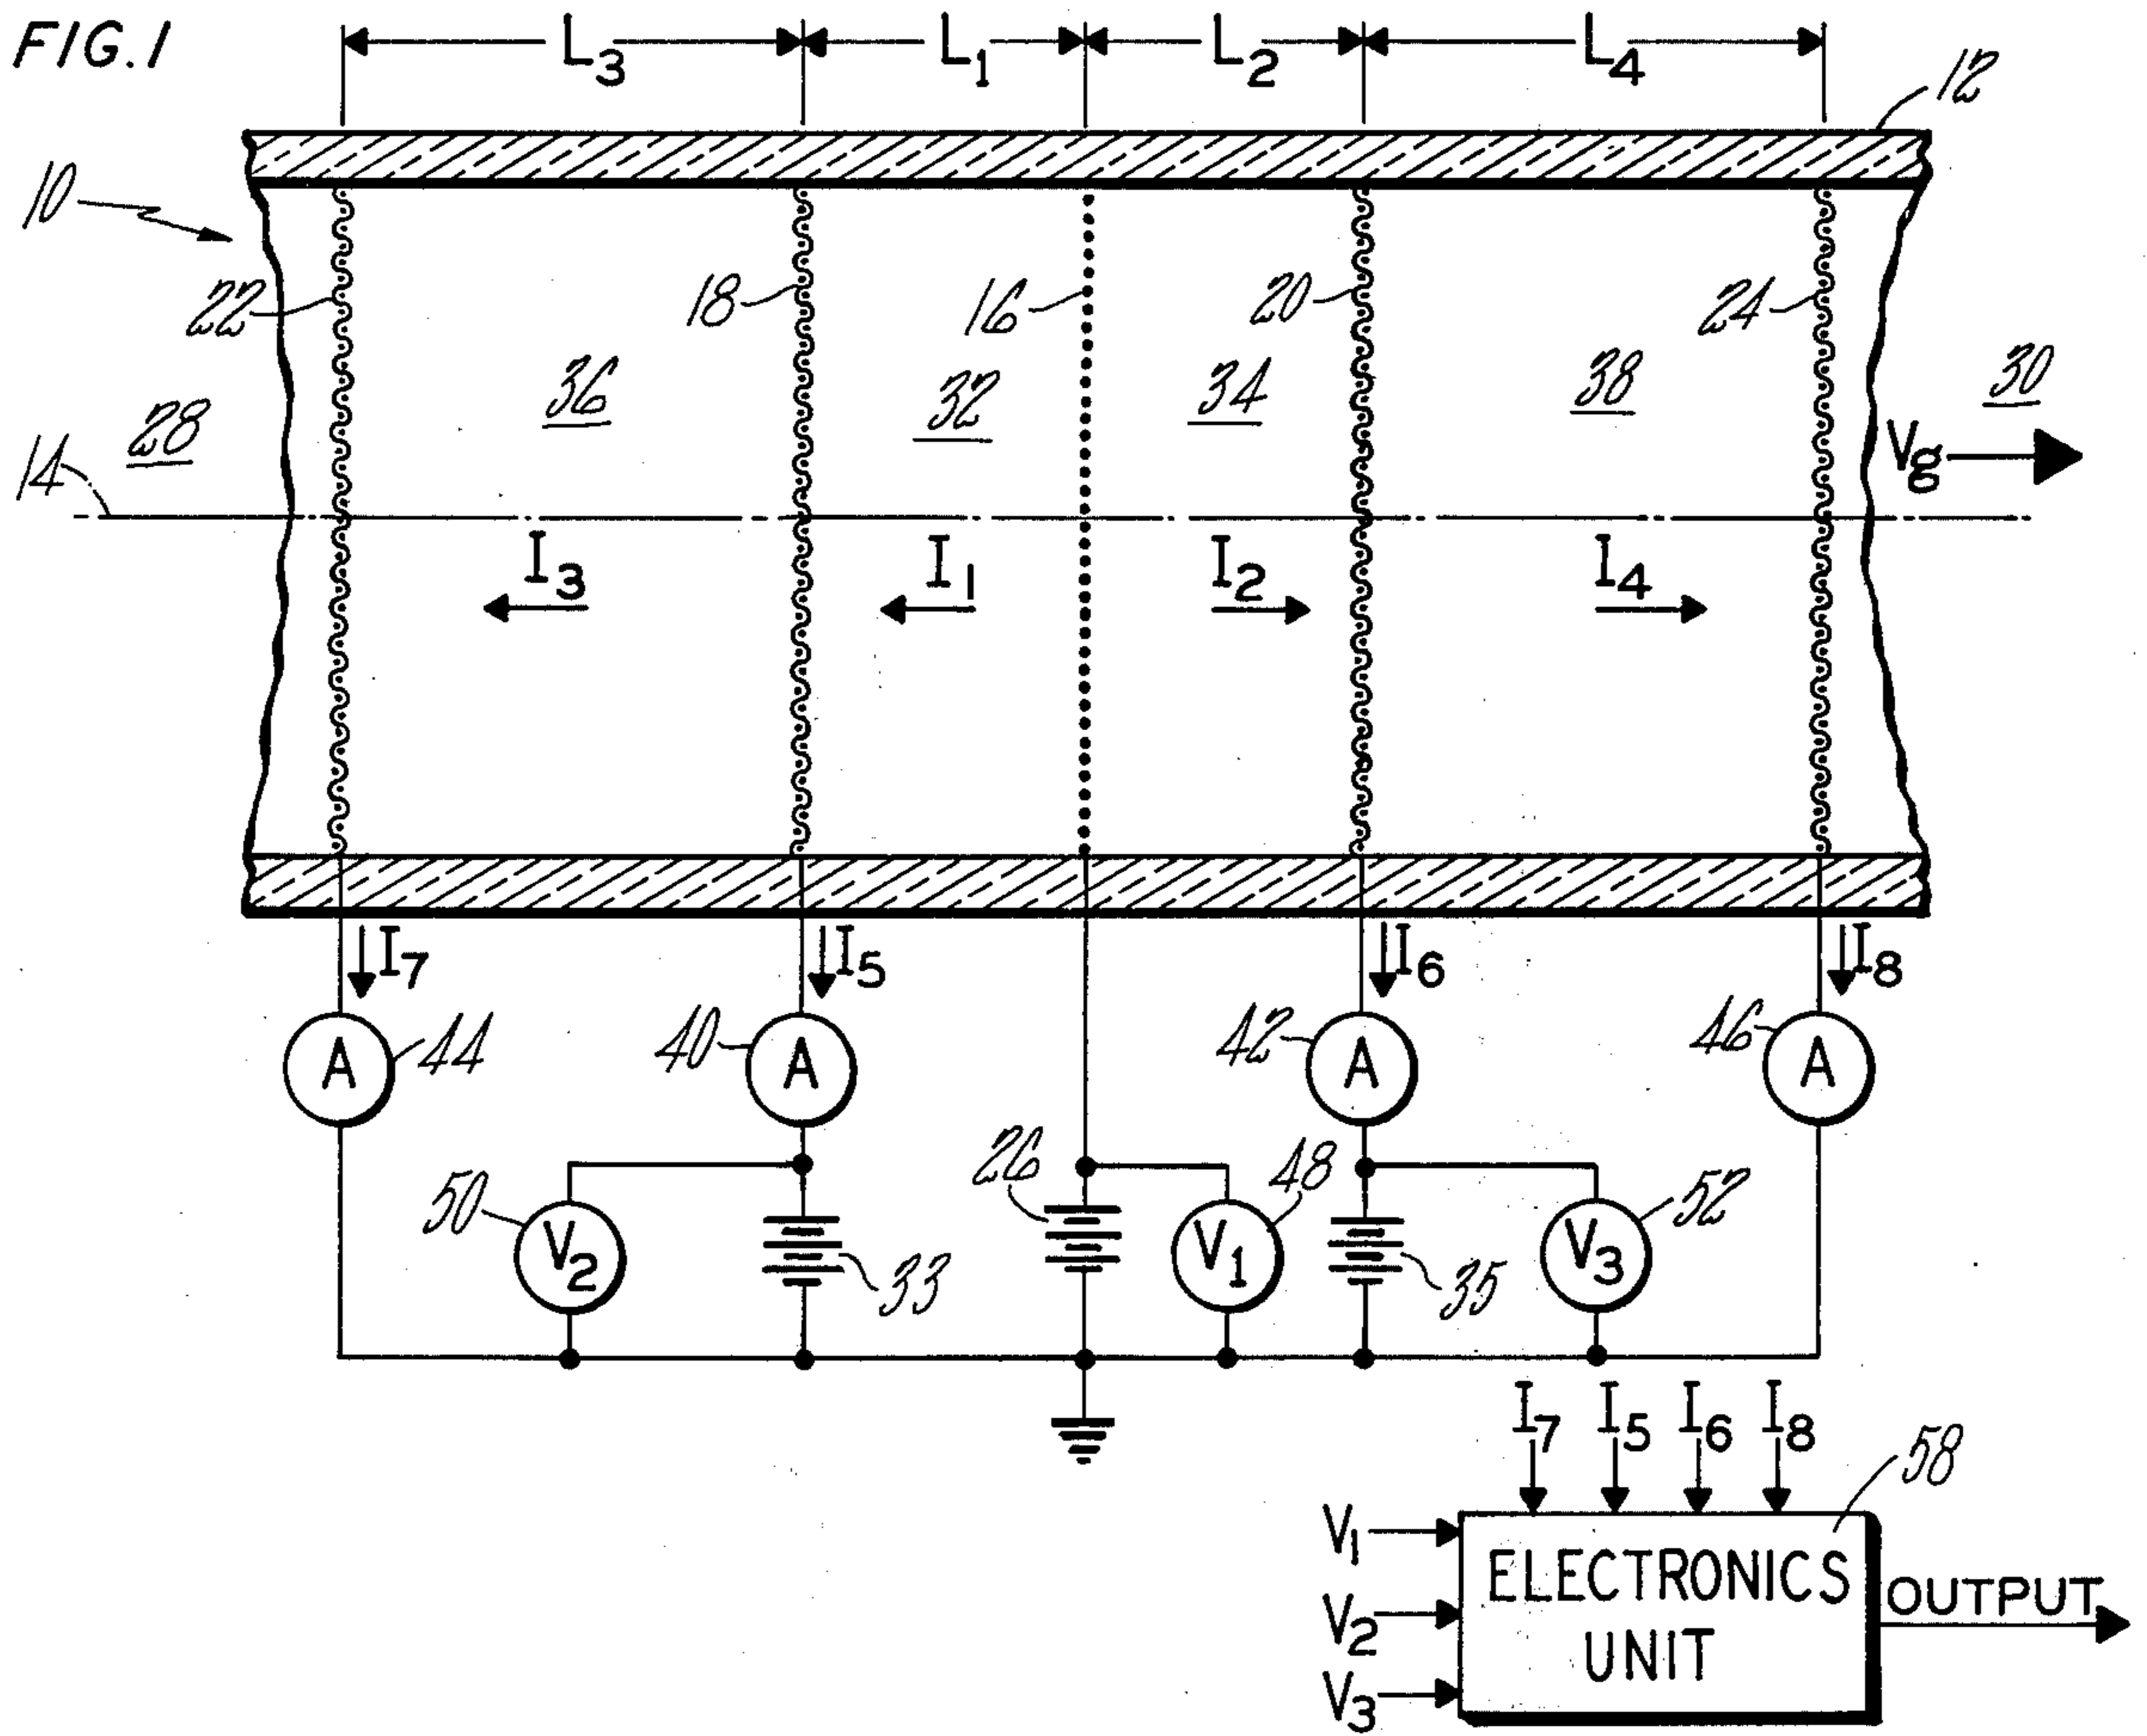 FIG. 1
L3 L1 L2 L4
12
10
22 18 16 20 24
36 32 34 38 30
28
Vg
14
I3 I1 I2 I4
I7 I5 I6 I8
A 44 40 A 42 A 46 A
50 V2 33 26 V1 48 35 V3 52
I7 I5 I6 I8
58
V1
V2
V3
ELECTRONICS
UNIT
OUTPUT